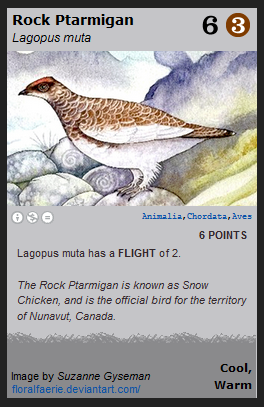 Rock Ptarmigan 6 3
Lagopus muta
Animalia,Chordata,Aves
6 POINTS
Lagopus muta has a FLIGHT of 2.
The Rock Ptarmigan is known as Snow
Chicken, and is the official bird for the territory
of Nunavut, Canada.
Cool,
Warm
Image by Suzanne Gyseman
floralfaerie.deviantart.com/